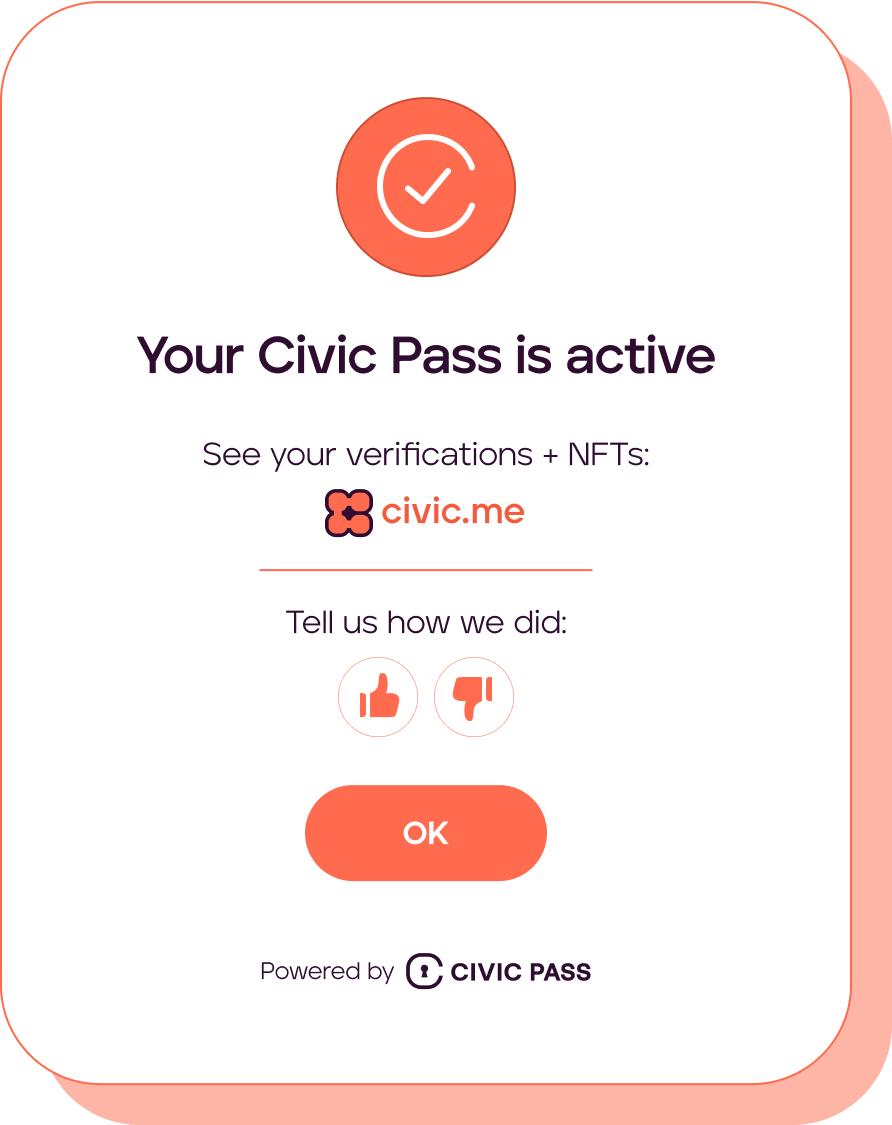 Your Civic Pass is active
See your verifications + NFTs:
civic.me
Tell us how we did:
OK
Powered by CIVIC PASS